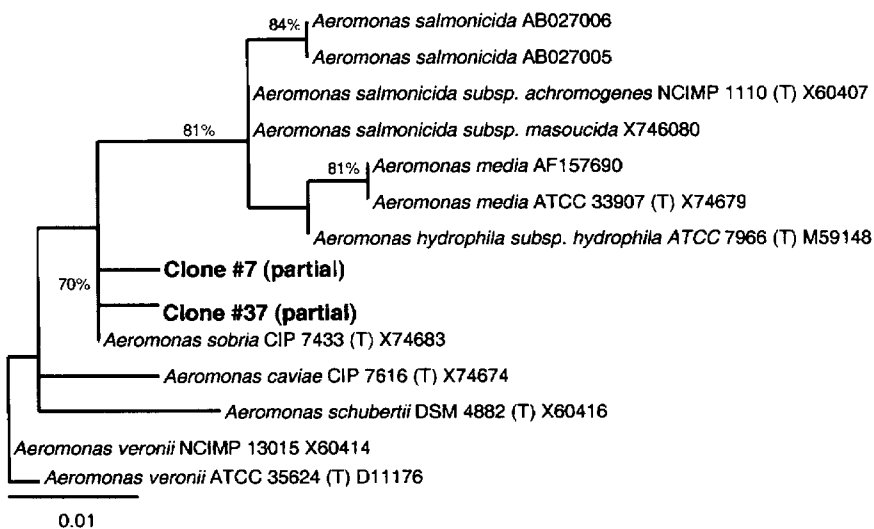 84% Aeromonas salmonicida AB027006
Aeromonas salmonicida AB027005
Aeromonas salmonicida subsp. achromogenes NCIMP 1110 (T) X60407
81% Aeromonas salmonicida subsp. masoucida X746080
81% Aeromonas media AF157690
Aeromonas media ATCC 33907 (T) X74679
Aeromonas hydrophila subsp. hydrophila ATCC 7966 (T) M59148
Clone #7 (partial)
70%
Clone #37 (partial)
Aeromonas sobria CIP 7433 (T) X74683
Aeromonas caviae CIP 7616 (T) X74674
Aeromonas schubertii DSM 4882 (T) X60416
Aeromonas veronii NCIMP 13015 X60414
Aeromonas veronii ATCC 35624 (T) D11176
0.01